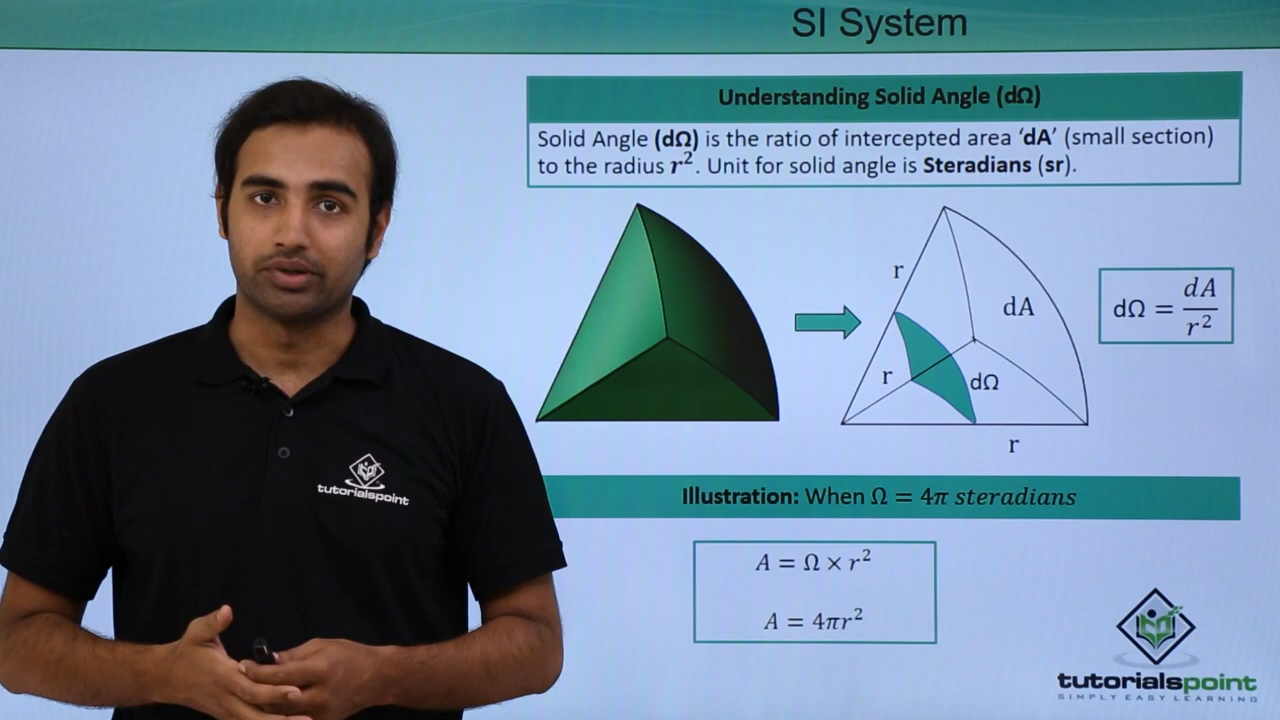 SI System
Understanding Solid Angle (dΩ)
Solid Angle (dΩ) is the ratio of intercepted area ‘dA’ (small section)
to the radius r². Unit for solid angle is Steradians (sr).
r
dA
r
dΩ
r
dΩ = dA / r²
Illustration: When Ω = 4π steradians
A = Ω × r²
A = 4πr²
tutorialspoint
tutorialspoint
SIMPLY EASY LEARNING